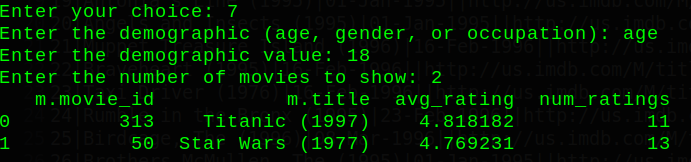 Enter your choice: 7
Enter the demographic (age, gender, or occupation): age
Enter the demographic value: 18
Enter the number of movies to show: 2
m.movie_id m.title avg_rating num_ratings
0 313 Titanic (1997) 4.818182 11
1 50 Star Wars (1977) 4.769231 13